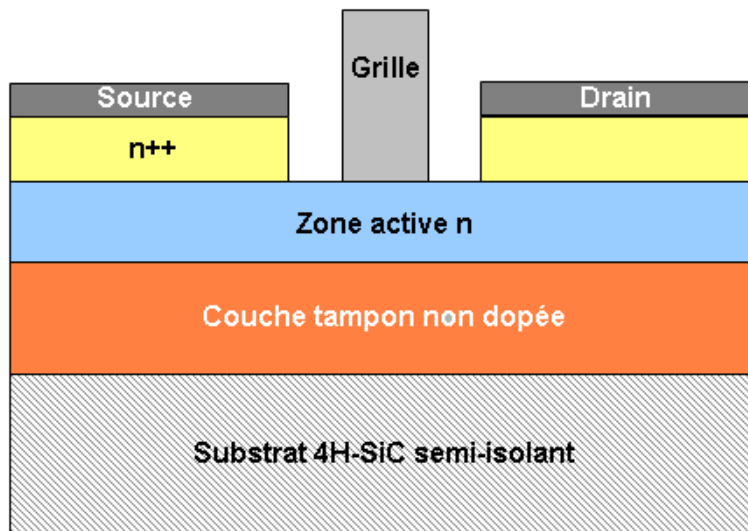 Grille
Source
Drain
n++
Zone active n
Couche tampon non dopée
Substrat 4H-SiC semi-isolant